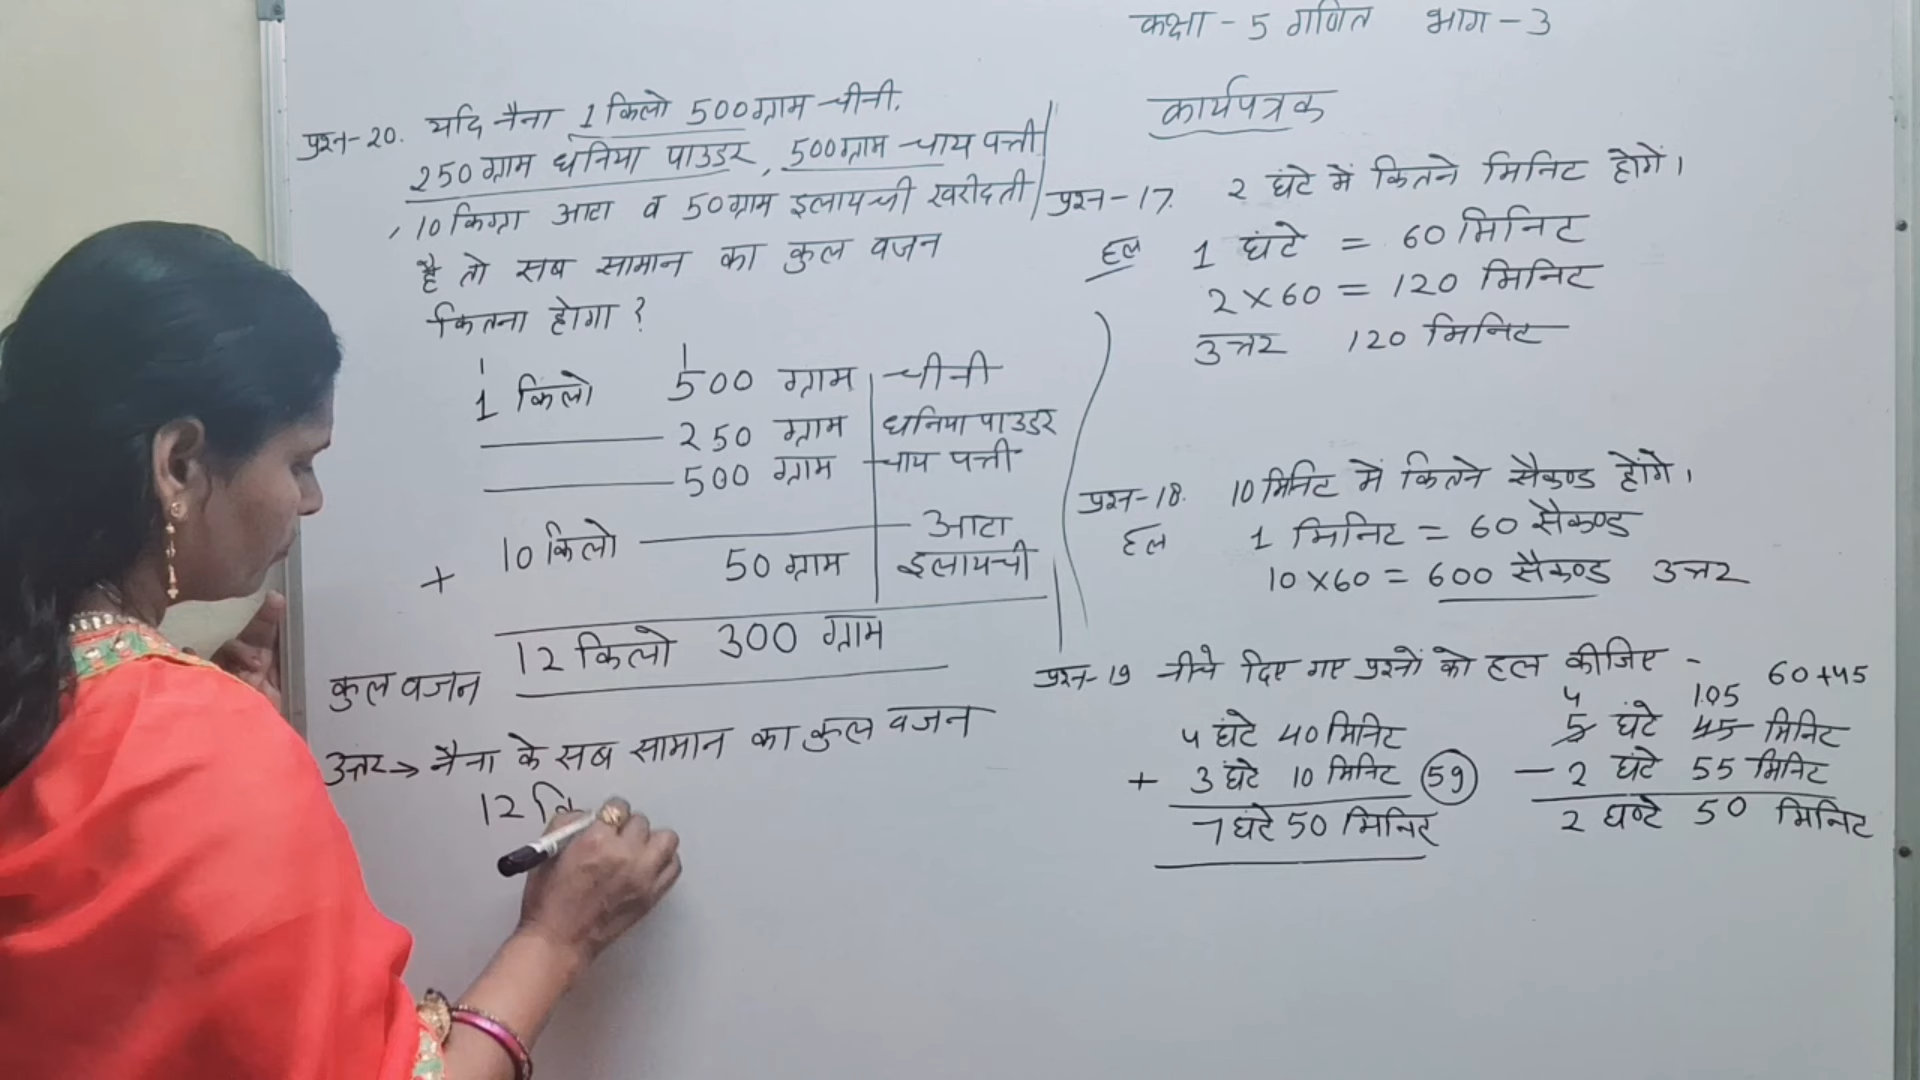 कक्षा - 5 गणित भाग - 3
कार्यपत्रक
प्रश्न-20. यदि नैना 1 किलो 500 ग्राम चीनी.
250 ग्राम धनिया पाउडर, 500 ग्राम चाय पत्ती
, 10 किग्रा आटा व 50 ग्राम इलायची खरीदती
है तो सब सामान का कुल वजन
कितना होगा ?
1 1
1 किलो 500 ग्राम चीनी
250 ग्राम धनिया पाउडर
500 ग्राम चाय पत्ती
10 किलो आटा
+ 50 ग्राम इलायची
कुल वजन 12 किलो 300 ग्राम
उत्तर → नैना के सब सामान का कुल वजन
12 कि
प्रश्न-17. 2 घंटे में कितने मिनिट होगें।
हल 1 घंटे = 60 मिनिट
2 × 60 = 120 मिनिट
उत्तर 120 मिनिट
प्रश्न-18. 10 मिनिट में कितने सैकण्ड होंगे।
हल 1 मिनिट = 60 सैकण्ड
10 × 60 = 600 सैकण्ड उत्तर
प्रश्न-19 नीचे दिए गए प्रश्नों को हल कीजिए -
4 घंटे 40 मिनिट
+ 3 घंटे 10 मिनिट 59
7 घंटे 50 मिनिट
60+45
4 105
5 घंटे 45 मिनिट
- 2 घंटे 55 मिनिट
2 घण्टे 50 मिनिट